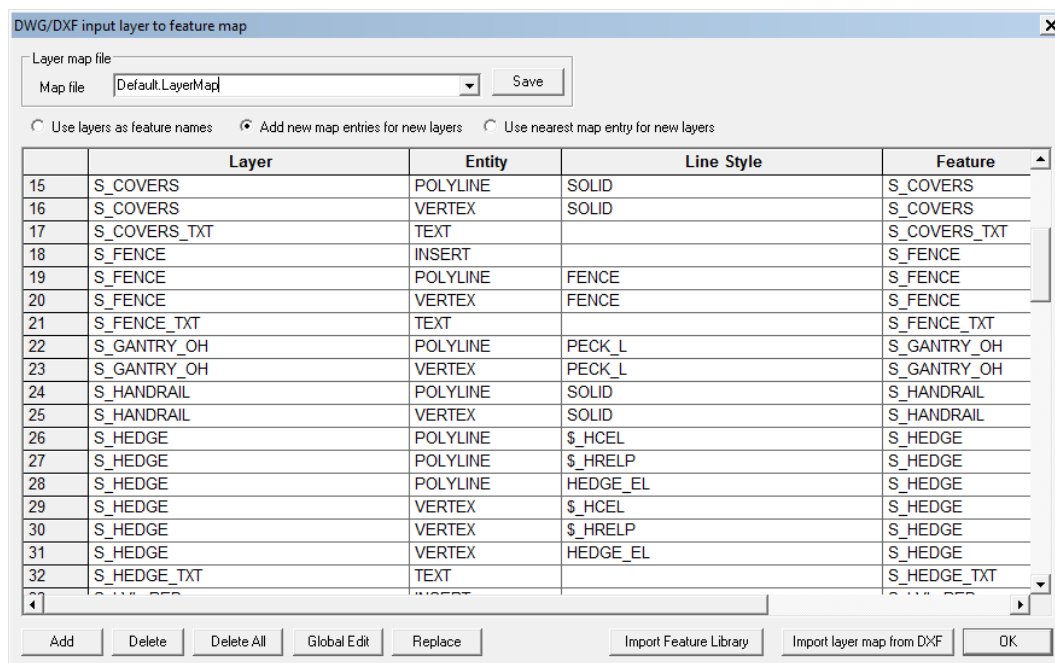 DWG/DXF input layer to feature map
Layer map file
Map file Default.LayerMap Save
Use layers as feature names Add new map entries for new layers Use nearest map entry for new layers
Layer Entity Line Style Feature
15 S_COVERS POLYLINE SOLID S_COVERS
16 S_COVERS VERTEX SOLID S_COVERS
17 S_COVERS_TXT TEXT S_COVERS_TXT
18 S_FENCE INSERT S_FENCE
19 S_FENCE POLYLINE FENCE S_FENCE
20 S_FENCE VERTEX FENCE S_FENCE
21 S_FENCE_TXT TEXT S_FENCE_TXT
22 S_GANTRY_OH POLYLINE PECK_L S_GANTRY_OH
23 S_GANTRY_OH VERTEX PECK_L S_GANTRY_OH
24 S_HANDRAIL POLYLINE SOLID S_HANDRAIL
25 S_HANDRAIL VERTEX SOLID S_HANDRAIL
26 S_HEDGE POLYLINE $_HCEL S_HEDGE
27 S_HEDGE POLYLINE $_HRELP S_HEDGE
28 S_HEDGE POLYLINE HEDGE_EL S_HEDGE
29 S_HEDGE VERTEX $_HCEL S_HEDGE
30 S_HEDGE VERTEX $_HRELP S_HEDGE
31 S_HEDGE VERTEX HEDGE_EL S_HEDGE
32 S_HEDGE_TXT TEXT S_HEDGE_TXT
Add Delete Delete All Global Edit Replace Import Feature Library Import layer map from DXF OK